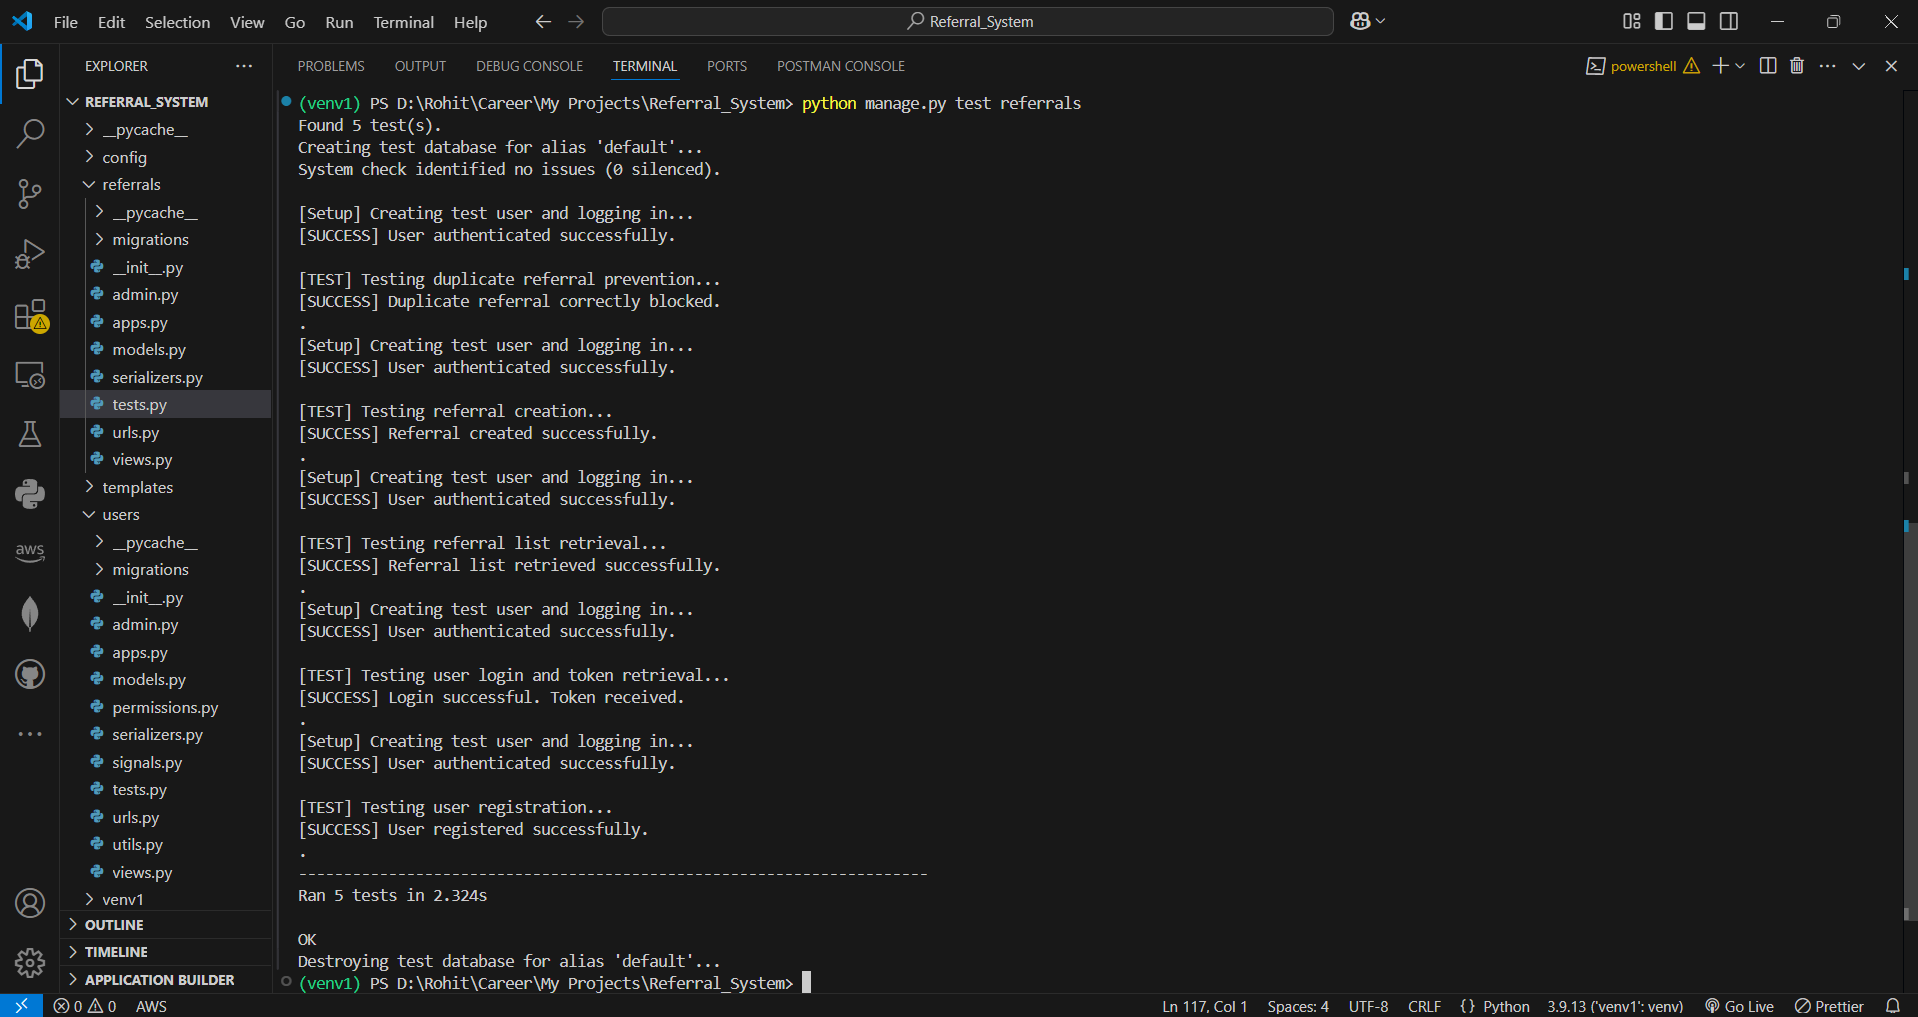 File Edit Selection View Go Run Terminal Help
Referral_System
EXPLORER
REFERRAL_SYSTEM
__pycache__
config
referrals
__pycache__
migrations
__init__.py
admin.py
apps.py
models.py
serializers.py
tests.py
urls.py
views.py
templates
users
__pycache__
migrations
__init__.py
admin.py
apps.py
models.py
permissions.py
serializers.py
signals.py
tests.py
urls.py
utils.py
views.py
venv1
OUTLINE
TIMELINE
APPLICATION BUILDER
aws
PROBLEMS OUTPUT DEBUG CONSOLE TERMINAL PORTS POSTMAN CONSOLE
powershell
(venv1) PS D:\Rohit\Career\My Projects\Referral_System> python manage.py test referrals
Found 5 test(s).
Creating test database for alias 'default'...
System check identified no issues (0 silenced).
[Setup] Creating test user and logging in...
[SUCCESS] User authenticated successfully.
[TEST] Testing duplicate referral prevention...
[SUCCESS] Duplicate referral correctly blocked.
.
[Setup] Creating test user and logging in...
[SUCCESS] User authenticated successfully.
[TEST] Testing referral creation...
[SUCCESS] Referral created successfully.
.
[Setup] Creating test user and logging in...
[SUCCESS] User authenticated successfully.
[TEST] Testing referral list retrieval...
[SUCCESS] Referral list retrieved successfully.
.
[Setup] Creating test user and logging in...
[SUCCESS] User authenticated successfully.
[TEST] Testing user login and token retrieval...
[SUCCESS] Login successful. Token received.
.
[Setup] Creating test user and logging in...
[SUCCESS] User authenticated successfully.
[TEST] Testing user registration...
[SUCCESS] User registered successfully.
.
----------------------------------------------------------------------
Ran 5 tests in 2.324s
OK
Destroying test database for alias 'default'...
(venv1) PS D:\Rohit\Career\My Projects\Referral_System>
0 0 AWS
Ln 117, Col 1 Spaces: 4 UTF-8 CRLF {} Python 3.9.13 ('venv1': venv) Go Live Prettier